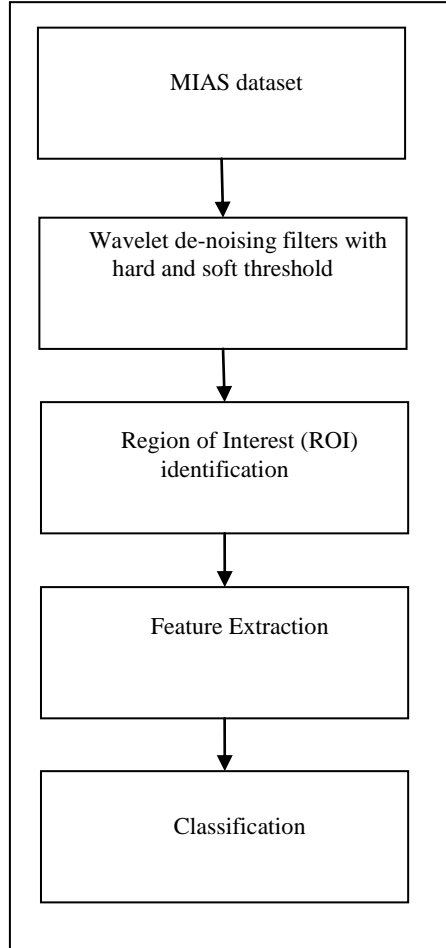 MIAS dataset
Wavelet de-noising filters with
hard and soft threshold
Region of Interest (ROI)
identification
Feature Extraction
Classification